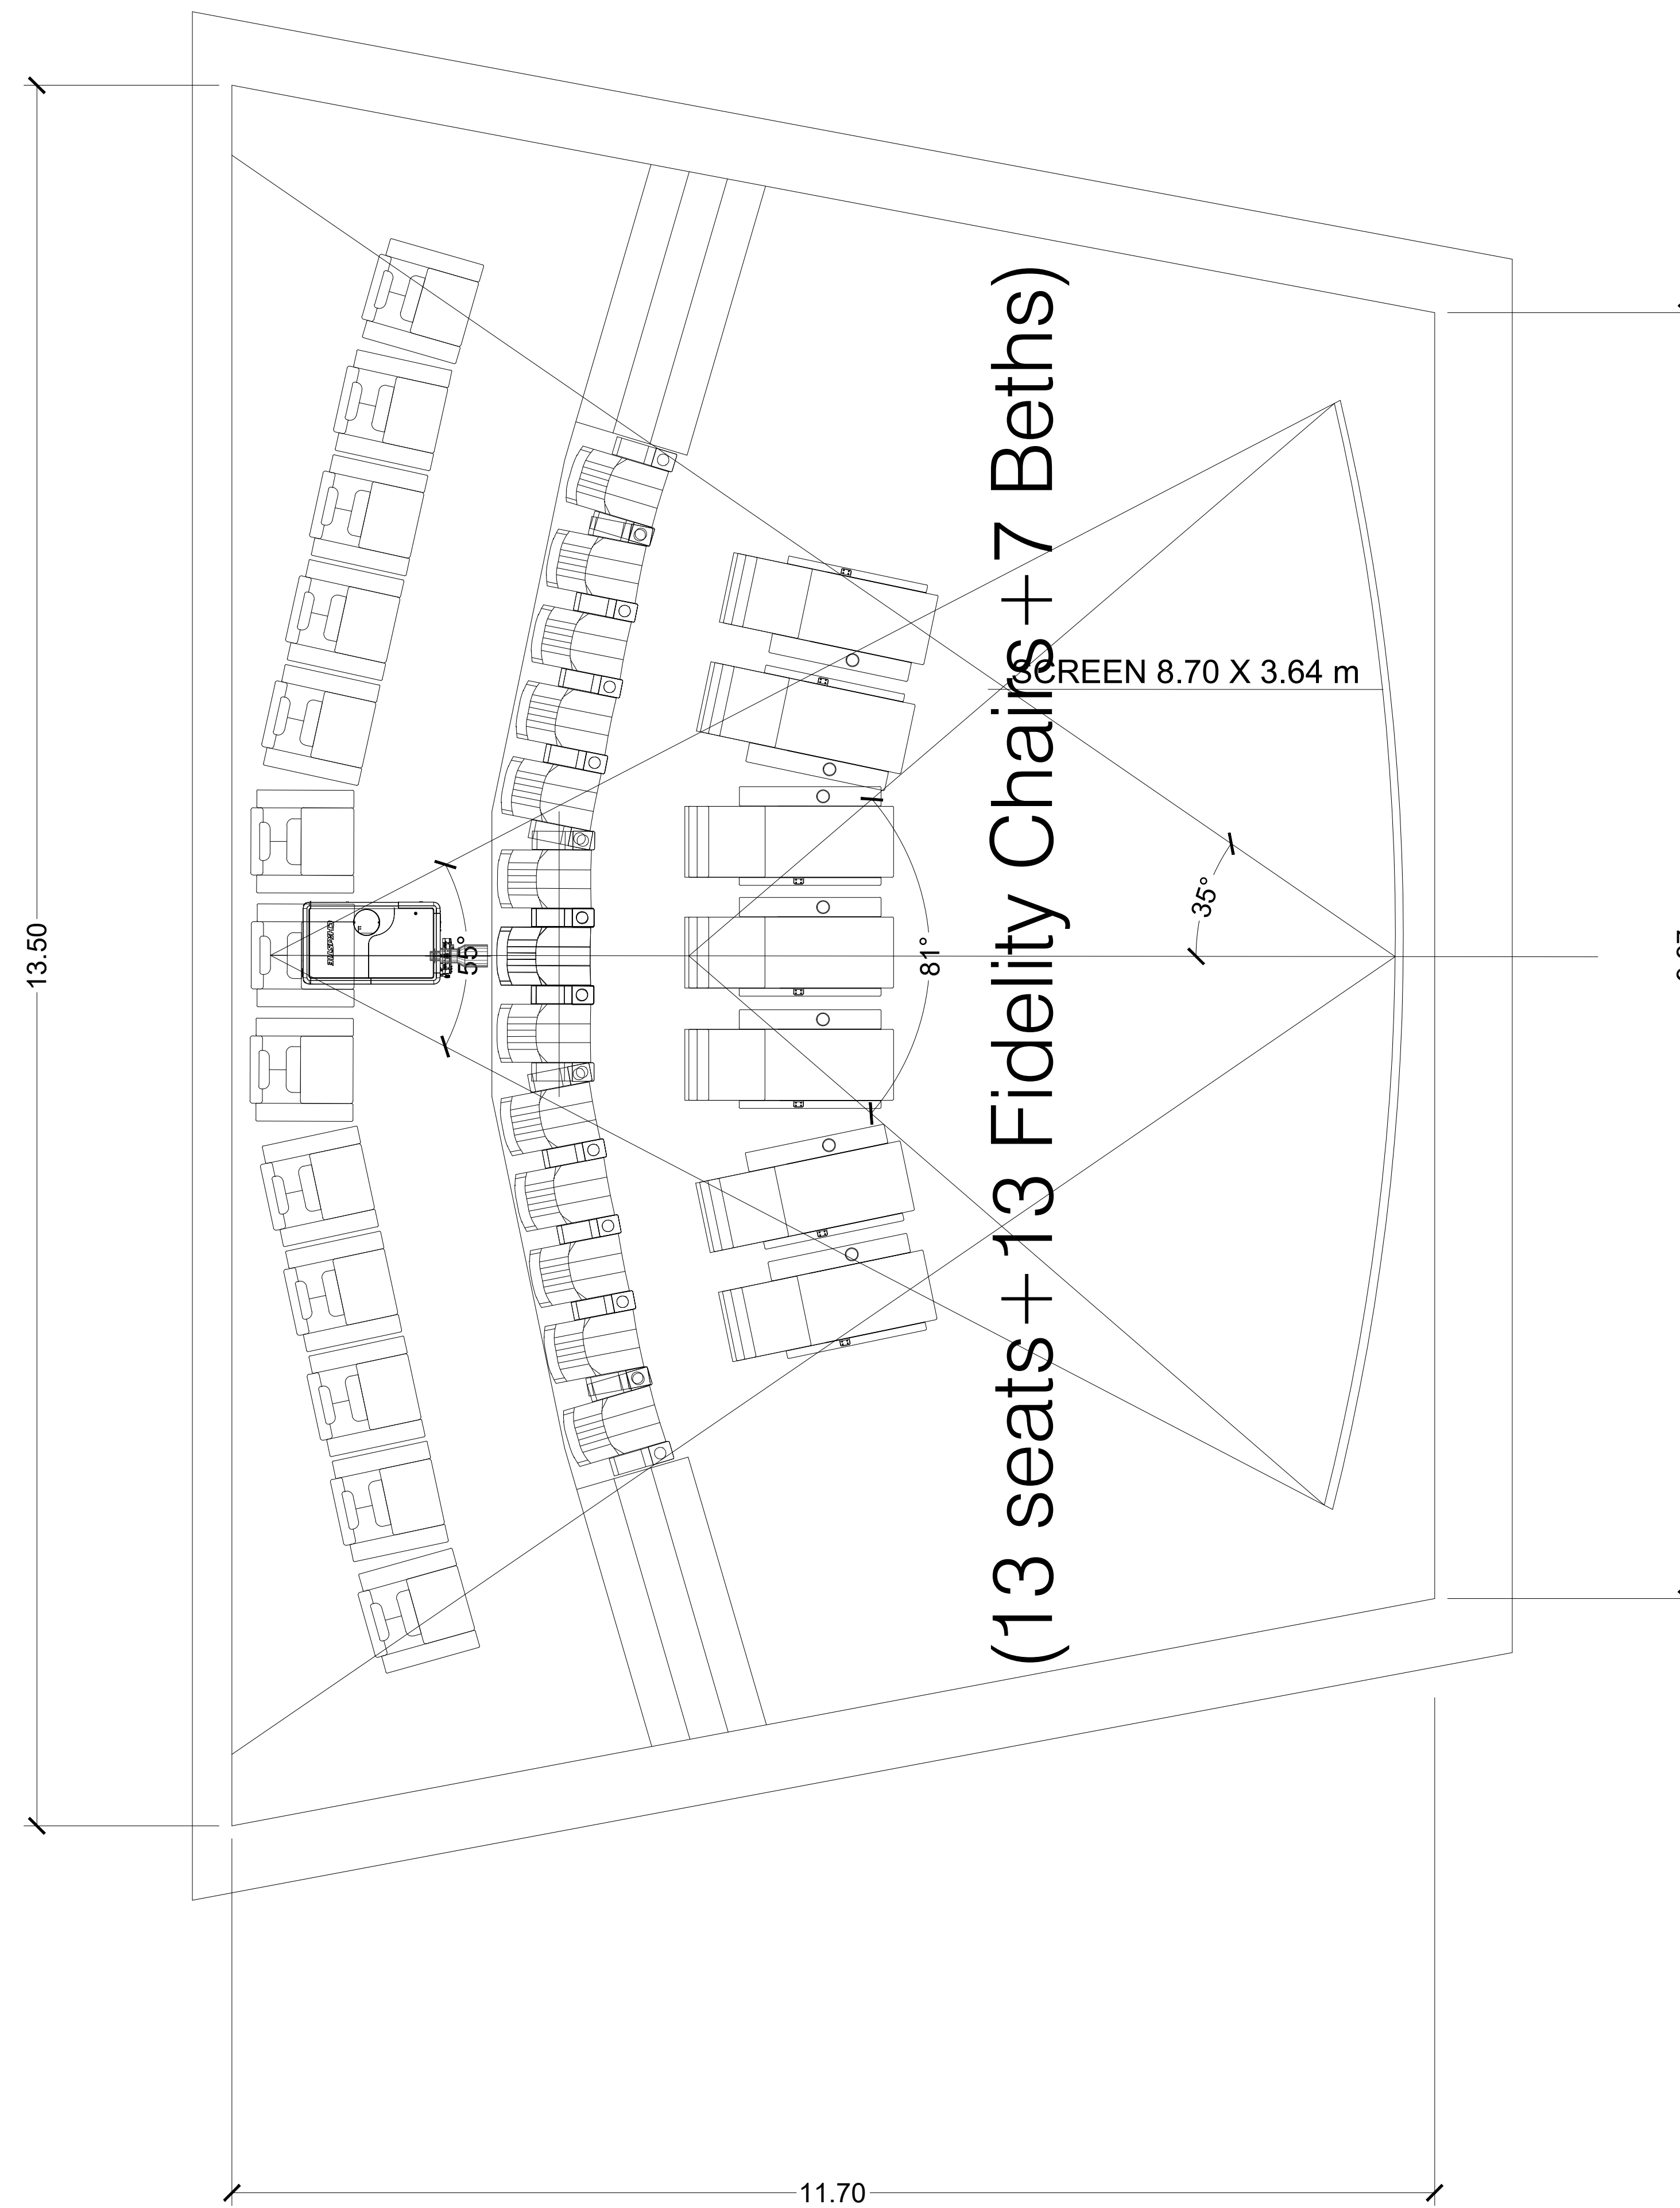 (13 seats+13 Fidelity Chairs+7 Beths)
SCREEN 8.70 X 3.64 m
35°
81°
55°
CHRISTIE
13.50
11.70